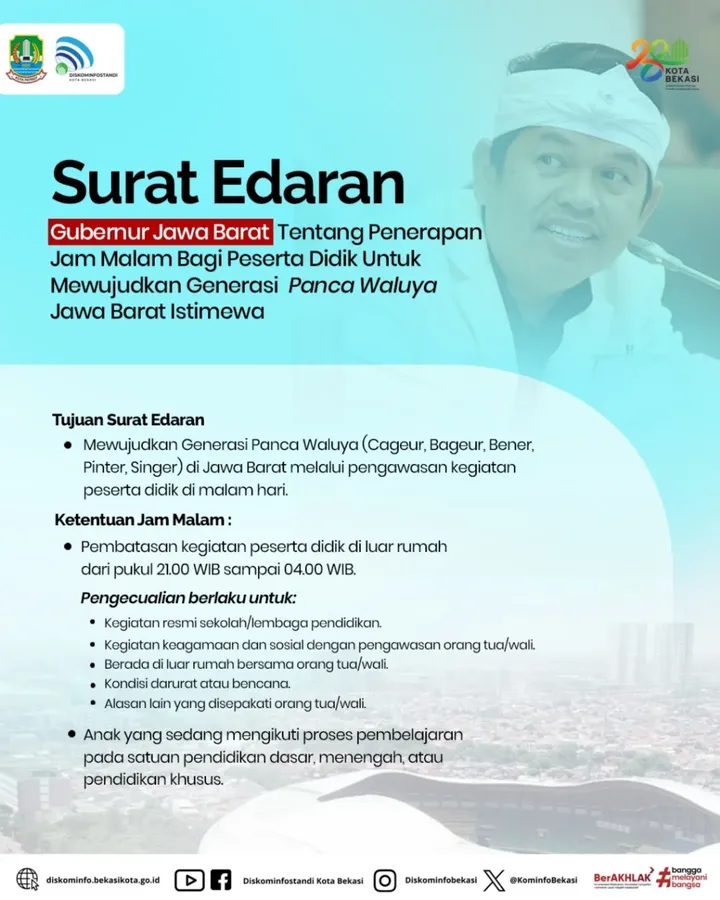 DISKOMINFOSTANDI
KOTA BEKASI
28
KOTA
BEKASI
Surat Edaran
Gubernur Jawa Barat Tentang Penerapan
Jam Malam Bagi Peserta Didik Untuk
Mewujudkan Generasi Panca Waluya
Jawa Barat Istimewa
Tujuan Surat Edaran
• Mewujudkan Generasi Panca Waluya (Cageur, Bageur, Bener,
Pinter, Singer) di Jawa Barat melalui pengawasan kegiatan
peserta didik di malam hari.
Ketentuan Jam Malam :
• Pembatasan kegiatan peserta didik di luar rumah
dari pukul 21.00 WIB sampai 04.00 WIB.
Pengecualian berlaku untuk:
• Kegiatan resmi sekolah/lembaga pendidikan.
• Kegiatan keagamaan dan sosial dengan pengawasan orang tua/wali.
• Berada di luar rumah bersama orang tua/wali.
• Kondisi darurat atau bencana.
• Alasan lain yang disepakati orang tua/wali.
• Anak yang sedang mengikuti proses pembelajaran
pada satuan pendidikan dasar, menengah, atau
pendidikan khusus.
diskominfo.bekasikota.go.id
Diskominfostandi Kota Bekasi
Diskominfobekasi
@KominfoBekasi
BerAKHLAK
#bangga
melayani
bangsa